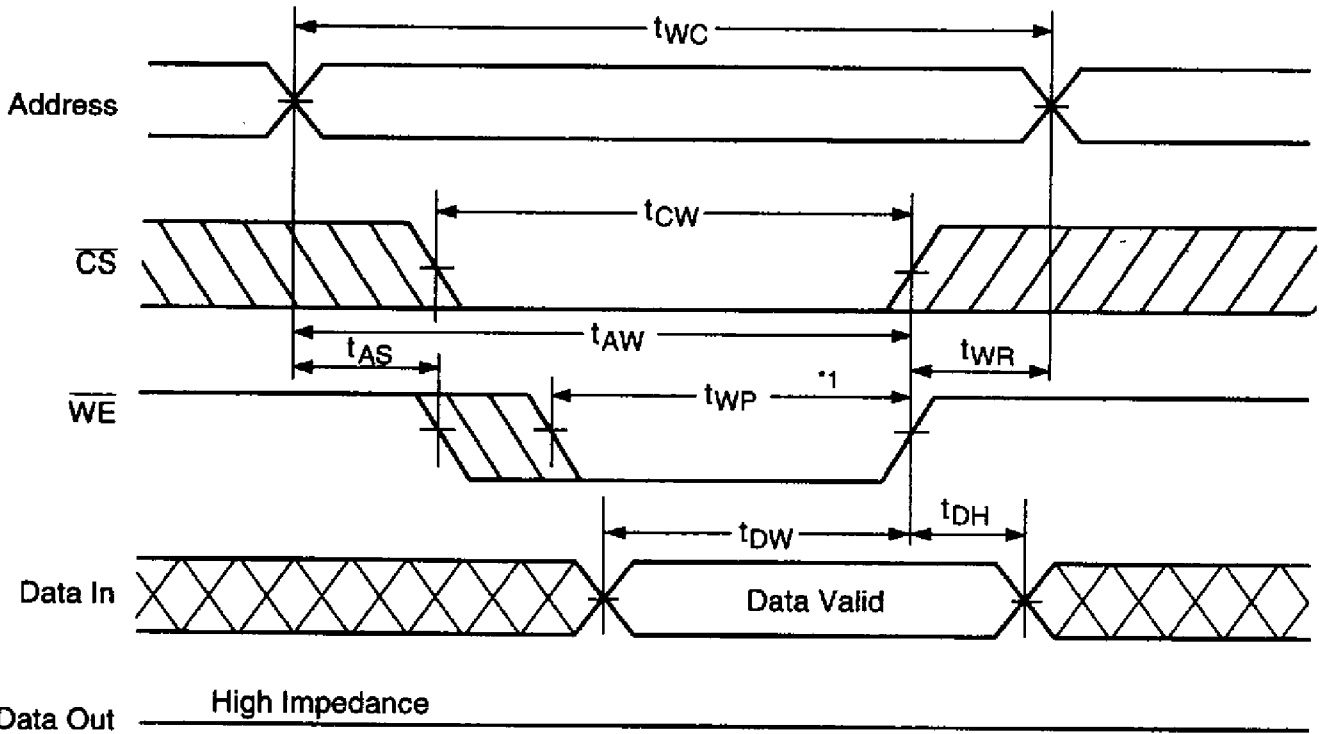 tWC
Address
tCW
CS
tAW
tAS
tWR
WE
tWP *1
tDW
tDH
Data In
Data Valid
High Impedance
Data Out